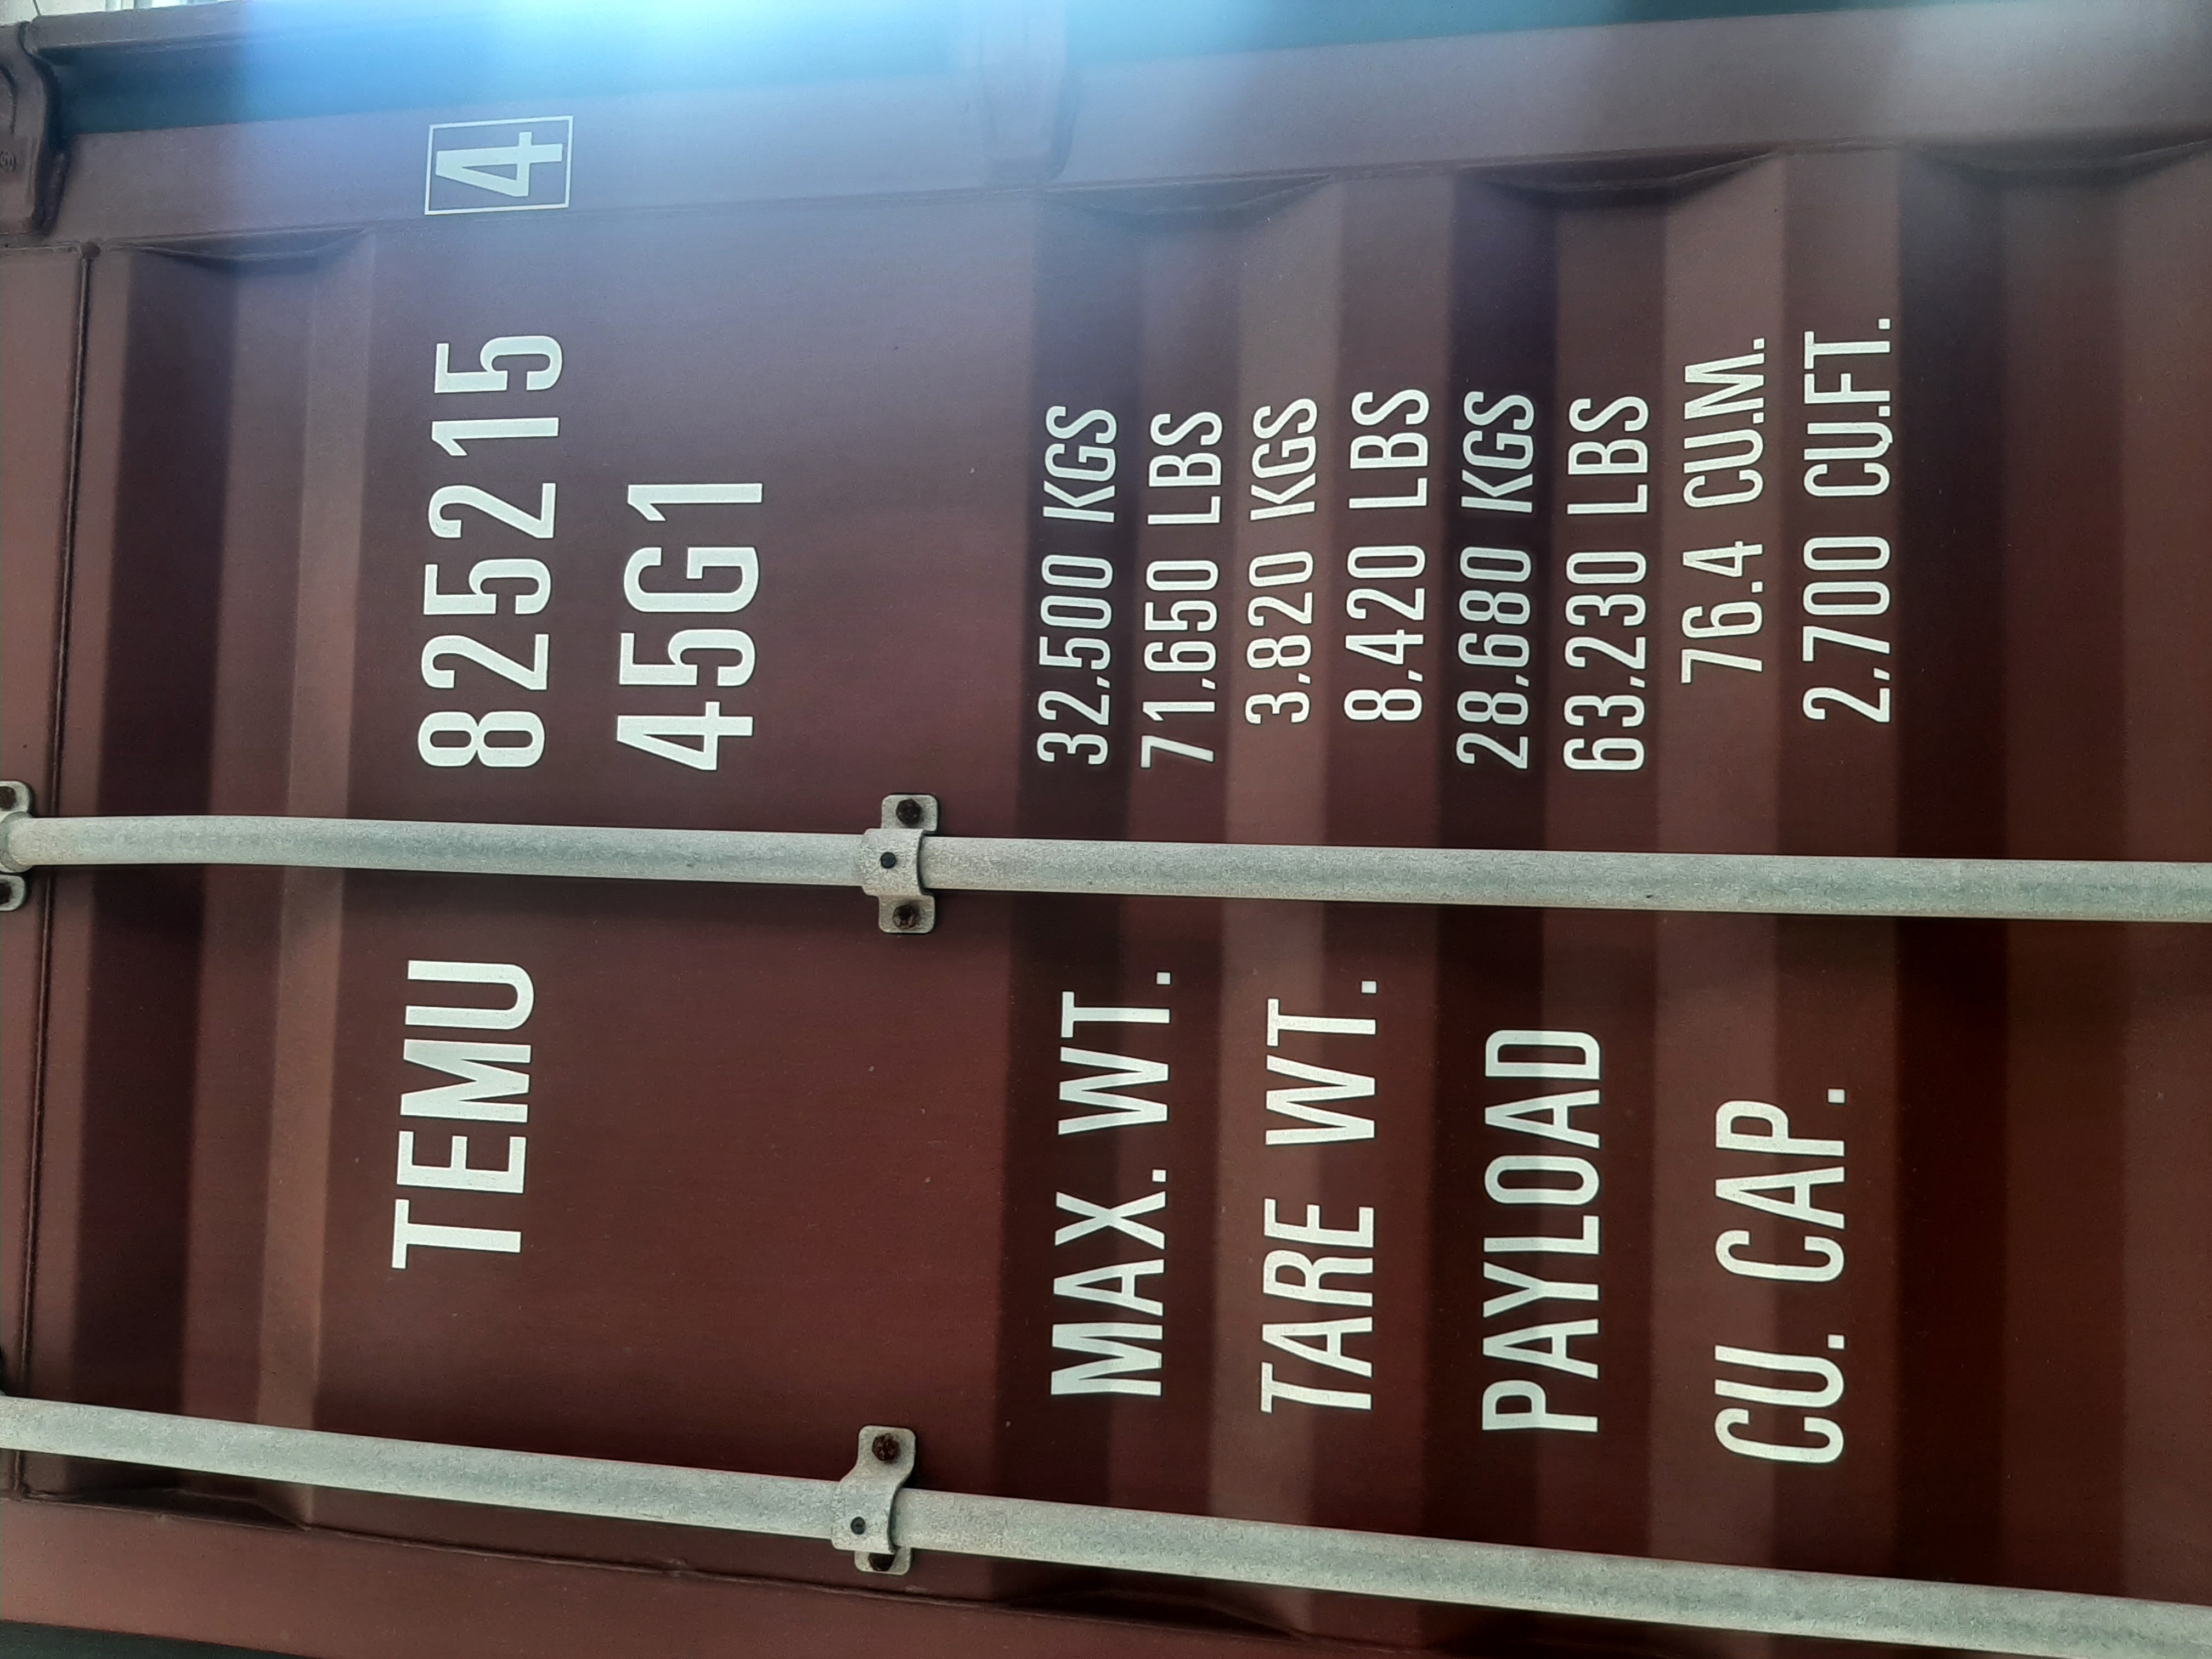 TEMU 825215 4
45G1
MAX. WT. 32,500 KGS
71,650 LBS
TARE WT. 3,820 KGS
8,420 LBS
PAYLOAD 28,680 KGS
63,230 LBS
CU. CAP. 76.4 CU.M.
2,700 CU.FT.